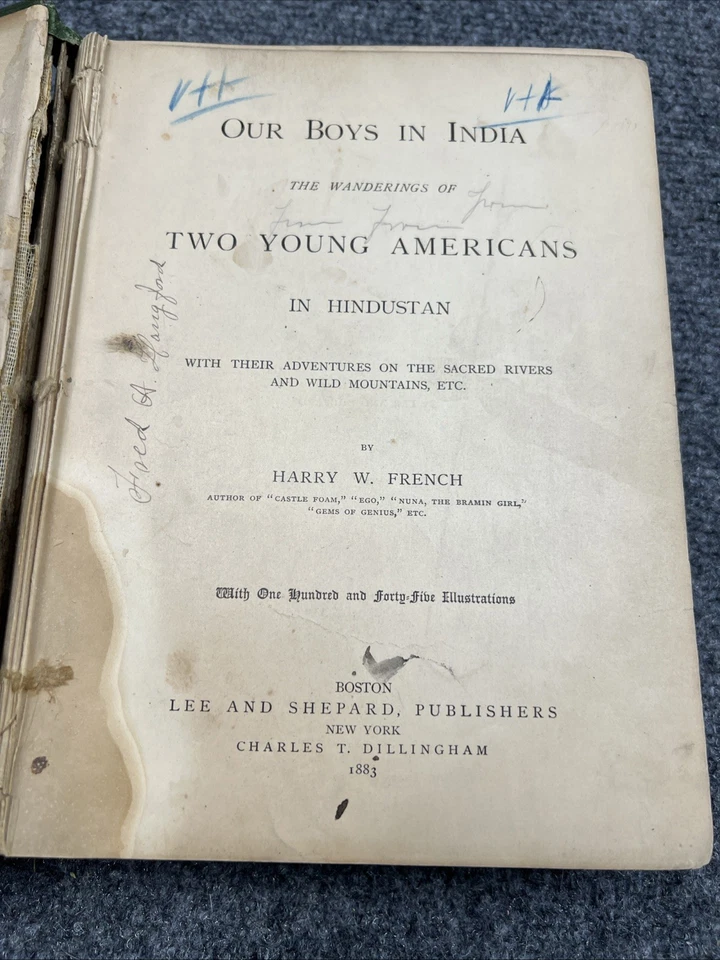 OUR BOYS IN INDIA
THE WANDERINGS OF
TWO YOUNG AMERICANS
IN HINDUSTAN
WITH THEIR ADVENTURES ON THE SACRED RIVERS
AND WILD MOUNTAINS, ETC.
BY
HARRY W. FRENCH
AUTHOR OF “CASTLE FOAM,” “EGO,” “NUNA, THE BRAMIN GIRL,”
“GEMS OF GENIUS,” ETC.
With One Hundred and Forty-Five Illustrations
BOSTON
LEE AND SHEPARD, PUBLISHERS
NEW YORK
CHARLES T. DILLINGHAM
1883
Fred A.